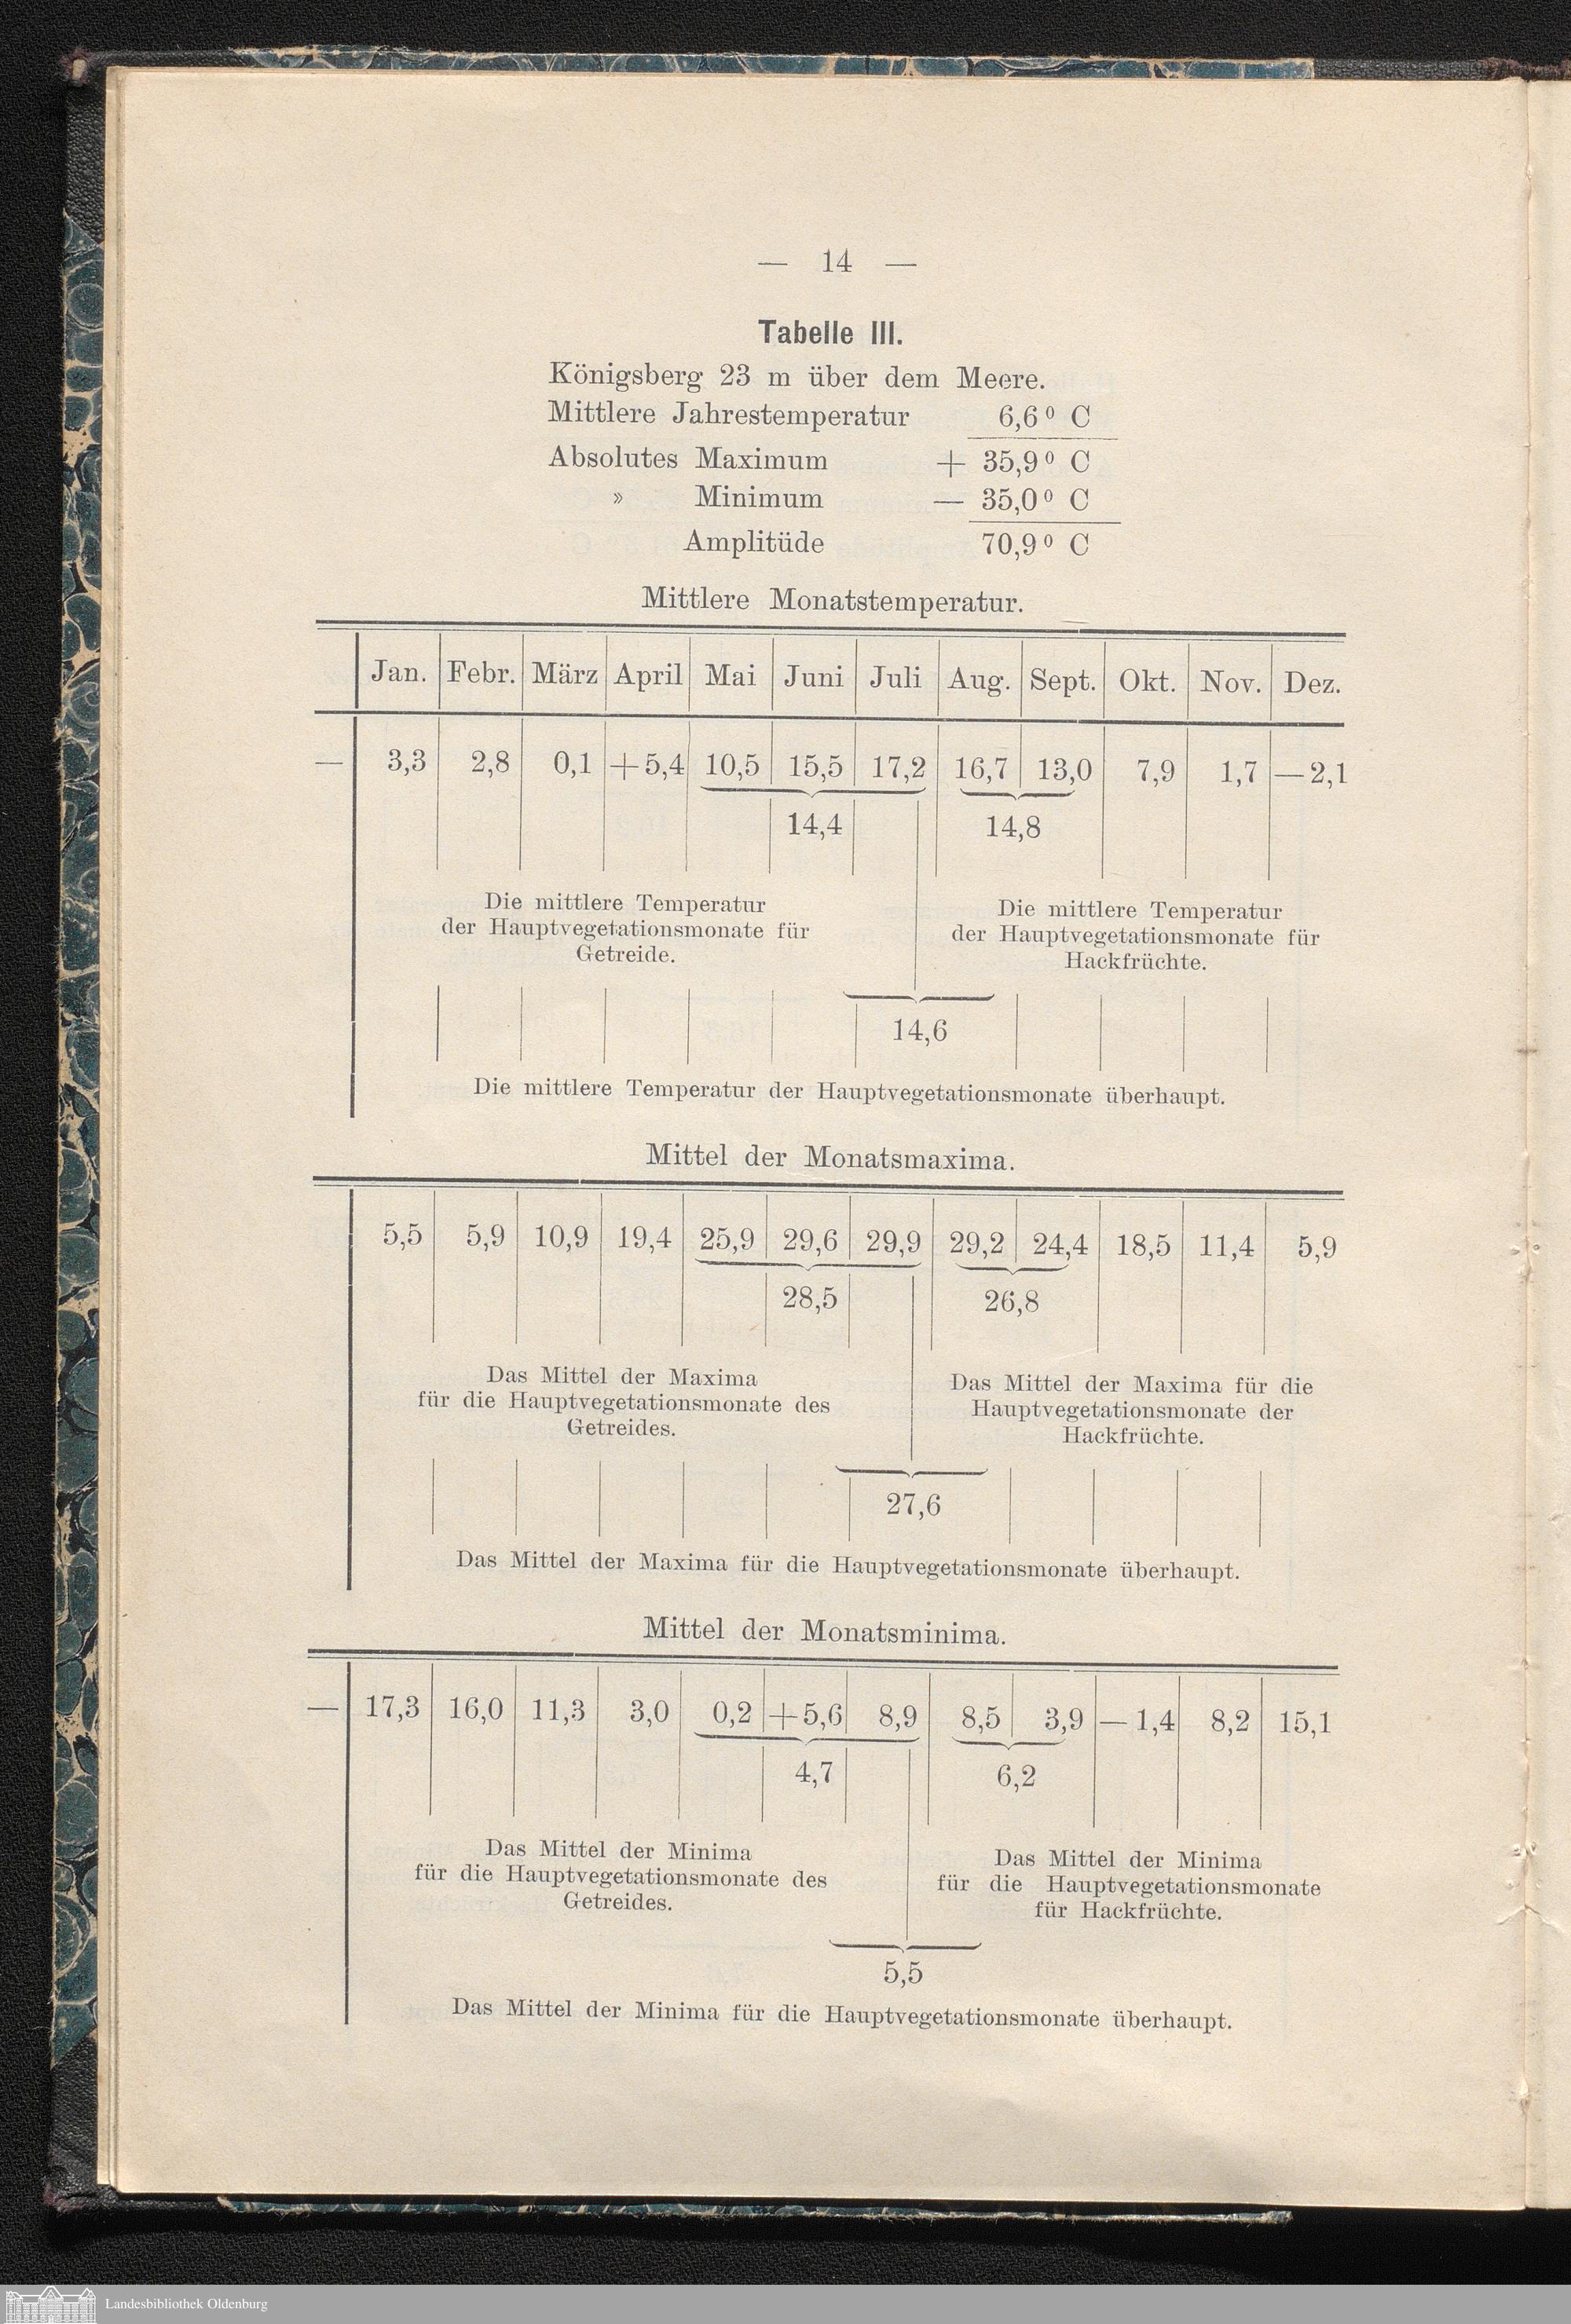 — 14 —
Tabelle III.
Königsberg 23 m über dem Meere.
Mittlere Jahrestemperatur 6,6⁰ C
Absolutes Maximum + 35,9⁰ C
» Minimum — 35,0⁰ C
Amplitüde 70,9⁰ C
Mittlere Monatstemperatur.
Jan. Febr. März April Mai Juni Juli Aug. Sept. Okt. Nov. Dez.
— 3,3 2,8 0,1 +5,4 10,5 15,5 17,2 16,7 13,0 7,9 1,7 —2,1
14,4 14,8
Die mittlere Temperatur
der Hauptvegetationsmonate für
Getreide.
Die mittlere Temperatur
der Hauptvegetationsmonate für
Hackfrüchte.
14,6
Die mittlere Temperatur der Hauptvegetationsmonate überhaupt.
Mittel der Monatsmaxima.
5,5 5,9 10,9 19,4 25,9 29,6 29,9 29,2 24,4 18,5 11,4 5,9
28,5 26,8
Das Mittel der Maxima
für die Hauptvegetationsmonate des
Getreides.
Das Mittel der Maxima für die
Hauptvegetationsmonate der
Hackfrüchte.
27,6
Das Mittel der Maxima für die Hauptvegetationsmonate überhaupt.
Mittel der Monatsminima.
— 17,3 16,0 11,3 3,0 0,2 +5,6 8,9 8,5 3,9 — 1,4 8,2 15,1
4,7 6,2
Das Mittel der Minima
für die Hauptvegetationsmonate des
Getreides.
Das Mittel der Minima
für die Hauptvegetationsmonate
für Hackfrüchte.
5,5
Das Mittel der Minima für die Hauptvegetationsmonate überhaupt.
Landesbibliothek Oldenburg